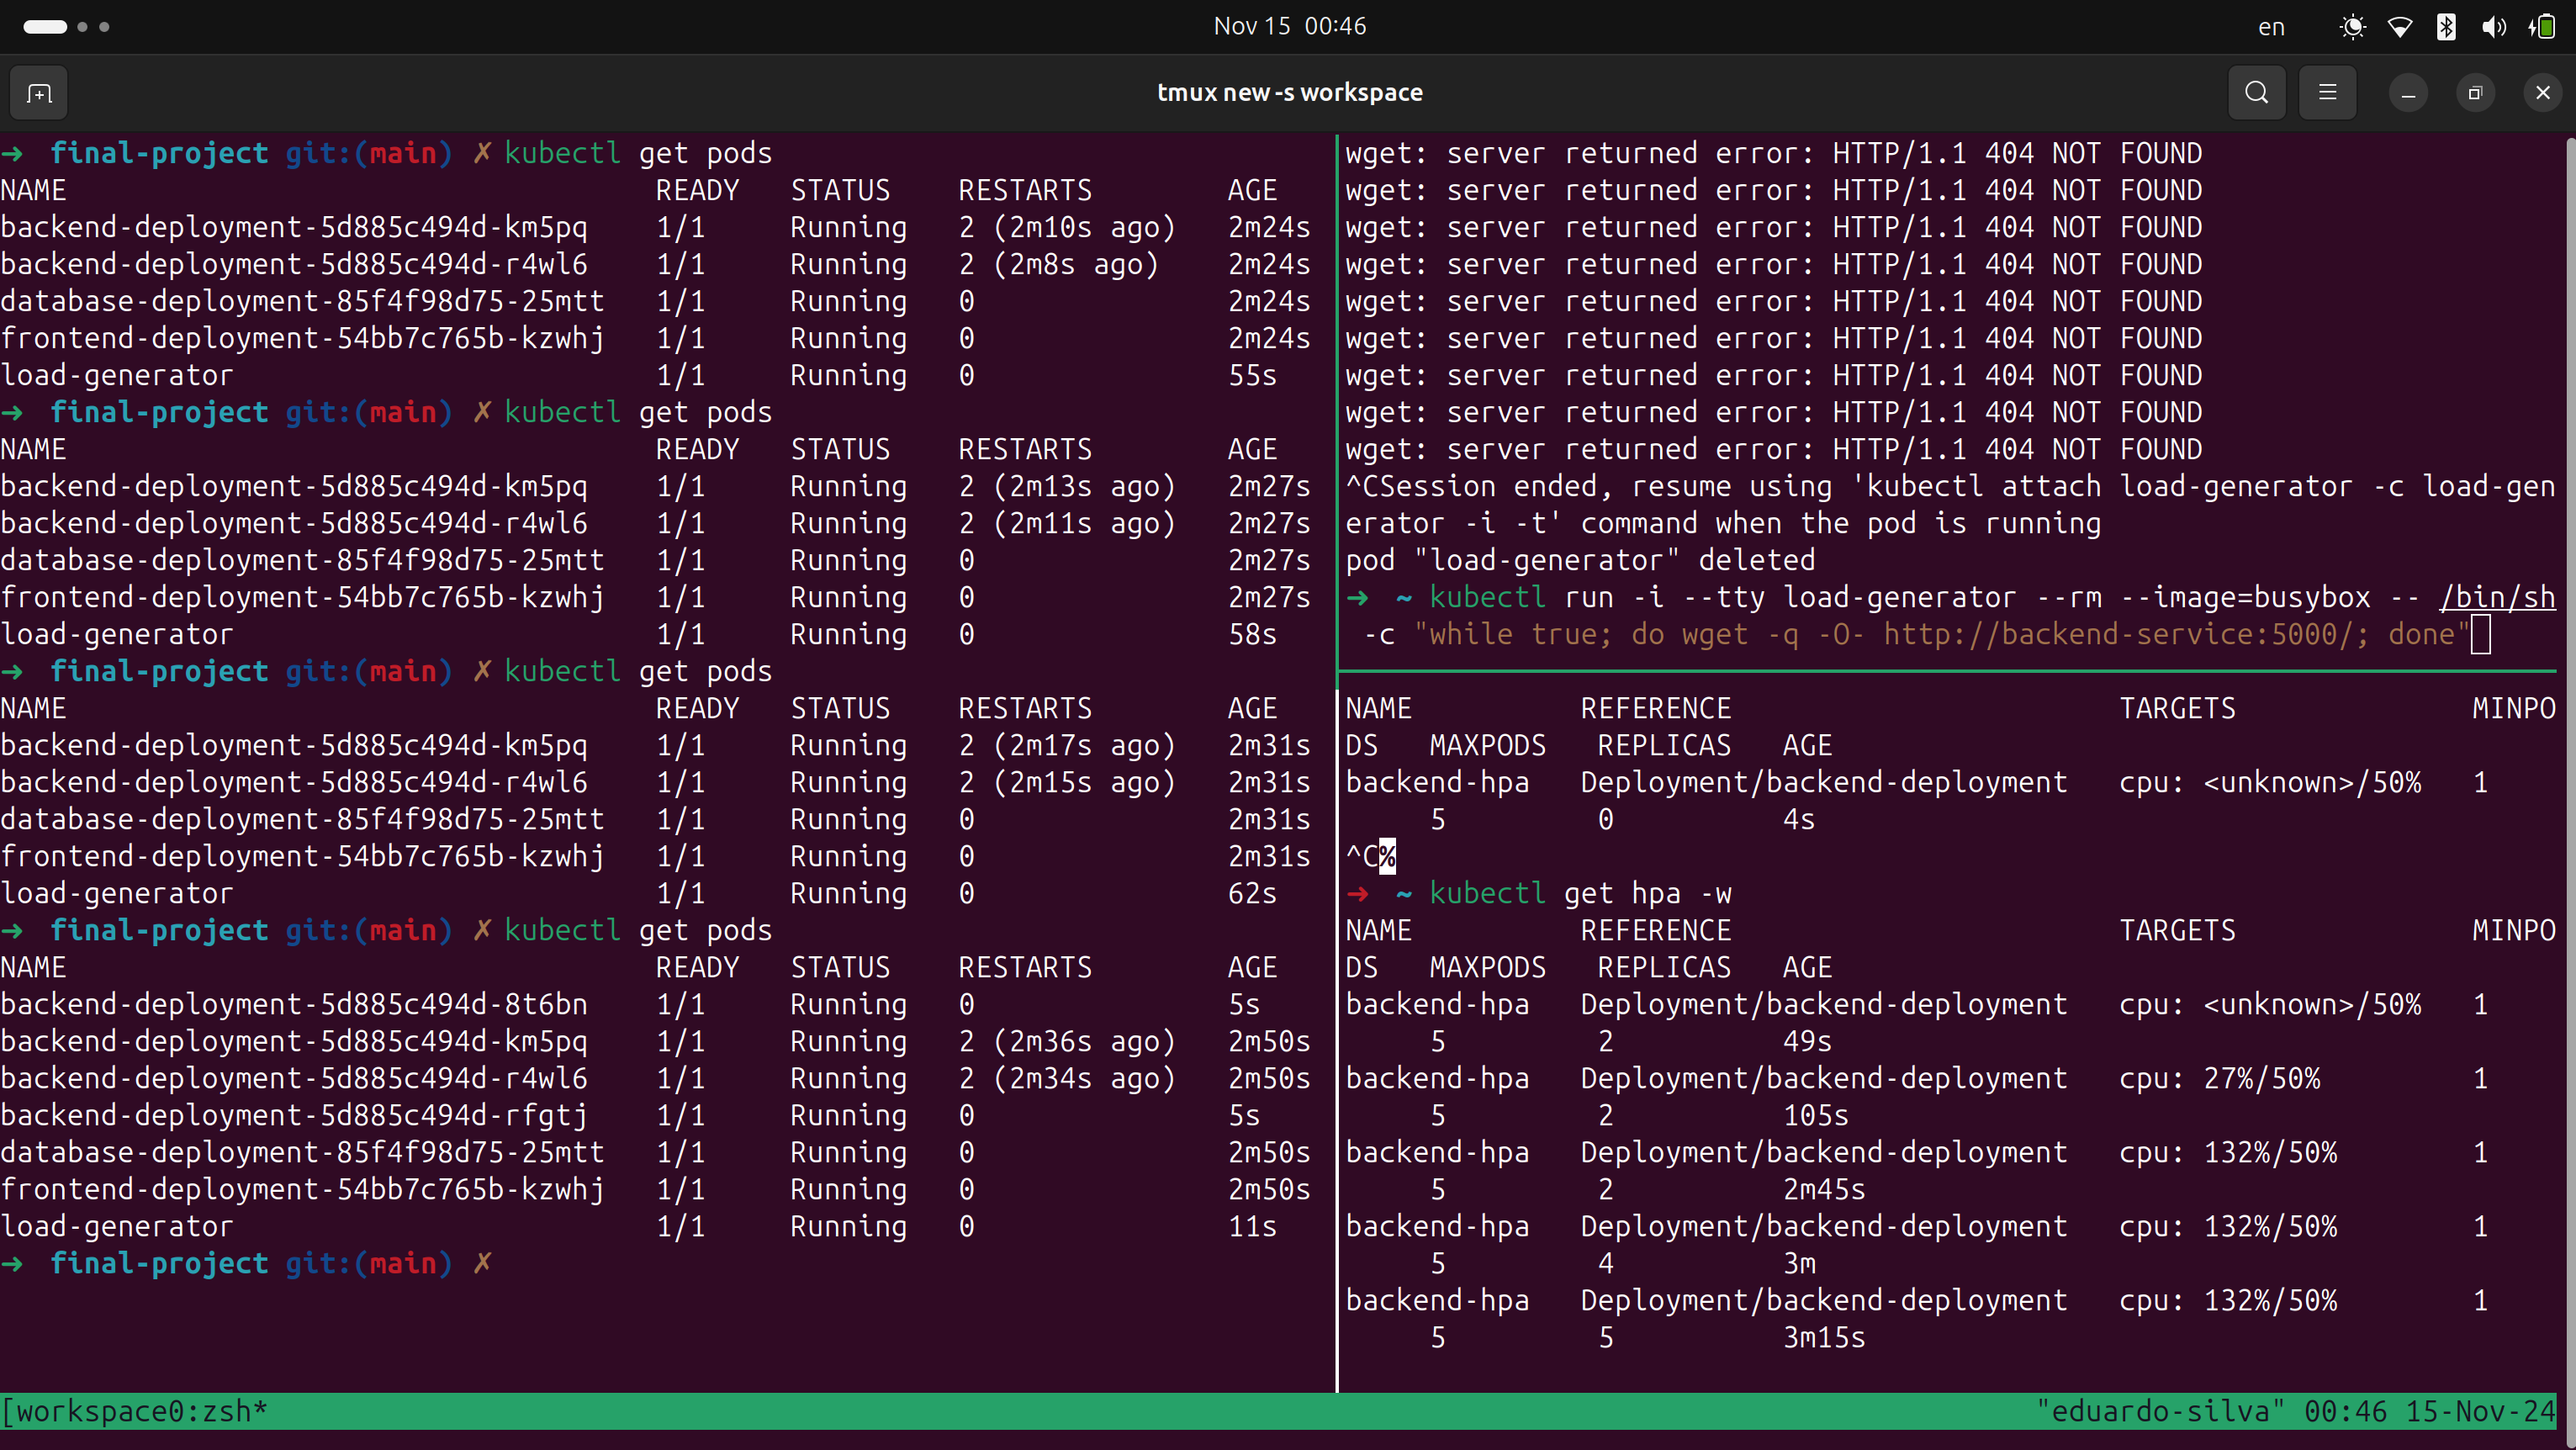 Nov 15 00:46
en
tmux new -s workspace
➜ final-project git:(main) ✗ kubectl get pods
NAME READY STATUS RESTARTS AGE
backend-deployment-5d885c494d-km5pq 1/1 Running 2 (2m10s ago) 2m24s
backend-deployment-5d885c494d-r4wl6 1/1 Running 2 (2m8s ago) 2m24s
database-deployment-85f4f98d75-25mtt 1/1 Running 0 2m24s
frontend-deployment-54bb7c765b-kzwhj 1/1 Running 0 2m24s
load-generator 1/1 Running 0 55s
➜ final-project git:(main) ✗ kubectl get pods
NAME READY STATUS RESTARTS AGE
backend-deployment-5d885c494d-km5pq 1/1 Running 2 (2m13s ago) 2m27s
backend-deployment-5d885c494d-r4wl6 1/1 Running 2 (2m11s ago) 2m27s
database-deployment-85f4f98d75-25mtt 1/1 Running 0 2m27s
frontend-deployment-54bb7c765b-kzwhj 1/1 Running 0 2m27s
load-generator 1/1 Running 0 58s
➜ final-project git:(main) ✗ kubectl get pods
NAME READY STATUS RESTARTS AGE
backend-deployment-5d885c494d-km5pq 1/1 Running 2 (2m17s ago) 2m31s
backend-deployment-5d885c494d-r4wl6 1/1 Running 2 (2m15s ago) 2m31s
database-deployment-85f4f98d75-25mtt 1/1 Running 0 2m31s
frontend-deployment-54bb7c765b-kzwhj 1/1 Running 0 2m31s
load-generator 1/1 Running 0 62s
➜ final-project git:(main) ✗ kubectl get pods
NAME READY STATUS RESTARTS AGE
backend-deployment-5d885c494d-8t6bn 1/1 Running 0 5s
backend-deployment-5d885c494d-km5pq 1/1 Running 2 (2m36s ago) 2m50s
backend-deployment-5d885c494d-r4wl6 1/1 Running 2 (2m34s ago) 2m50s
backend-deployment-5d885c494d-rfgtj 1/1 Running 0 5s
database-deployment-85f4f98d75-25mtt 1/1 Running 0 2m50s
frontend-deployment-54bb7c765b-kzwhj 1/1 Running 0 2m50s
load-generator 1/1 Running 0 11s
➜ final-project git:(main) ✗
wget: server returned error: HTTP/1.1 404 NOT FOUND
wget: server returned error: HTTP/1.1 404 NOT FOUND
wget: server returned error: HTTP/1.1 404 NOT FOUND
wget: server returned error: HTTP/1.1 404 NOT FOUND
wget: server returned error: HTTP/1.1 404 NOT FOUND
wget: server returned error: HTTP/1.1 404 NOT FOUND
wget: server returned error: HTTP/1.1 404 NOT FOUND
wget: server returned error: HTTP/1.1 404 NOT FOUND
wget: server returned error: HTTP/1.1 404 NOT FOUND
^CSession ended, resume using 'kubectl attach load-generator -c load-gen
erator -i -t' command when the pod is running
pod "load-generator" deleted
➜ ~ kubectl run -i --tty load-generator --rm --image=busybox -- /bin/sh
-c "while true; do wget -q -O- http://backend-service:5000/; done"
NAME REFERENCE TARGETS MINPO
DS MAXPODS REPLICAS AGE
backend-hpa Deployment/backend-deployment cpu: <unknown>/50% 1
5 0 4s
^C%
➜ ~ kubectl get hpa -w
NAME REFERENCE TARGETS MINPO
DS MAXPODS REPLICAS AGE
backend-hpa Deployment/backend-deployment cpu: <unknown>/50% 1
5 2 49s
backend-hpa Deployment/backend-deployment cpu: 27%/50% 1
5 2 105s
backend-hpa Deployment/backend-deployment cpu: 132%/50% 1
5 2 2m45s
backend-hpa Deployment/backend-deployment cpu: 132%/50% 1
5 4 3m
backend-hpa Deployment/backend-deployment cpu: 132%/50% 1
5 5 3m15s
[workspace0:zsh* "eduardo-silva" 00:46 15-Nov-24